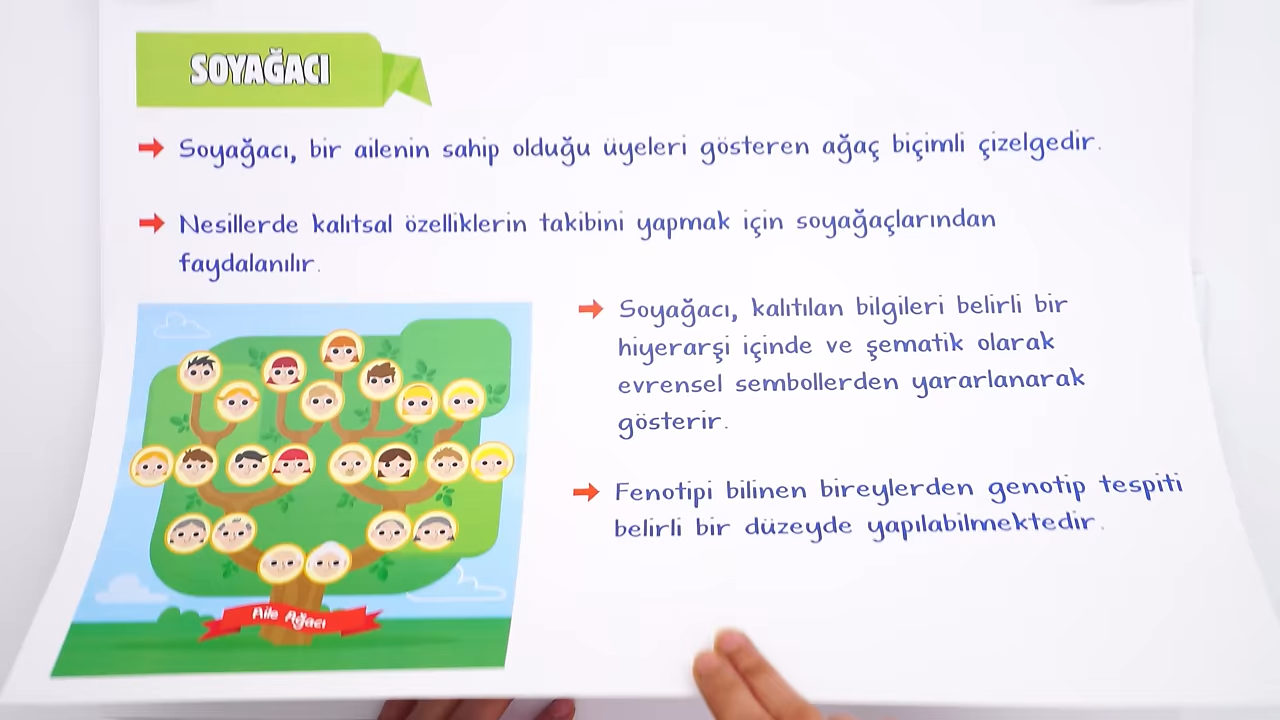 SOYAĞACI
Soyağacı, bir ailenin sahip olduğu üyeleri gösteren ağaç biçimli çizelgedir.
Nesillerde kalıtsal özelliklerin takibini yapmak için soyağaçlarından
faydalanılır.
Soyağacı, kalıtılan bilgileri belirli bir
hiyerarşi içinde ve şematik olarak
evrensel sembollerden yararlanarak
gösterir.
Fenotipi bilinen bireylerden genotip tespiti
belirli bir düzeyde yapılabilmektedir.
Aile Ağacı